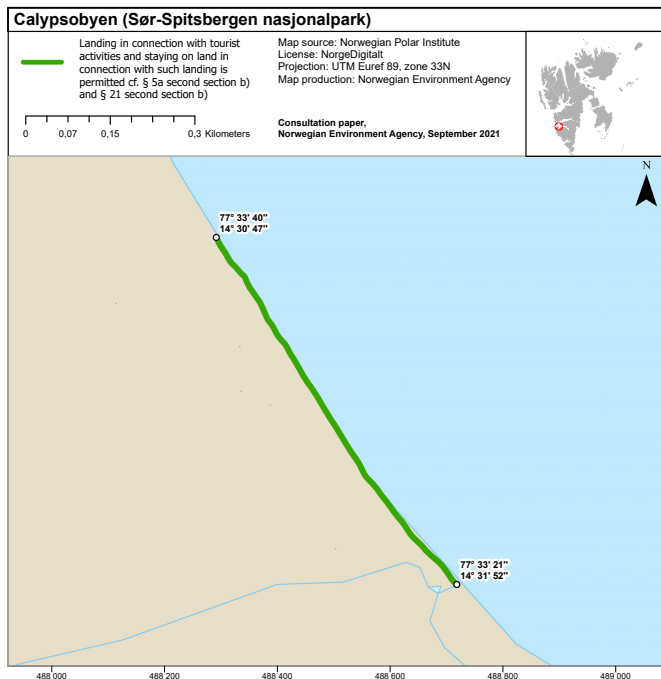 Calypsobyen (Sør-Spitsbergen nasjonalpark)
Landing in connection with tourist
activities and staying on land in
connection with such landing is
permitted cf. § 5a second section b)
and § 21 second section b)
0 0,07 0,15 0,3 Kilometers
Map source: Norwegian Polar Institute
License: NorgeDigitalt
Projection: UTM Euref 89, zone 33N
Map production: Norwegian Environment Agency
Consultation paper,
Norwegian Environment Agency, September 2021
N
77° 33' 40"
14° 30' 47"
77° 33' 21"
14° 31' 52"
488 000 488 200 488 400 488 600 488 800 489 000